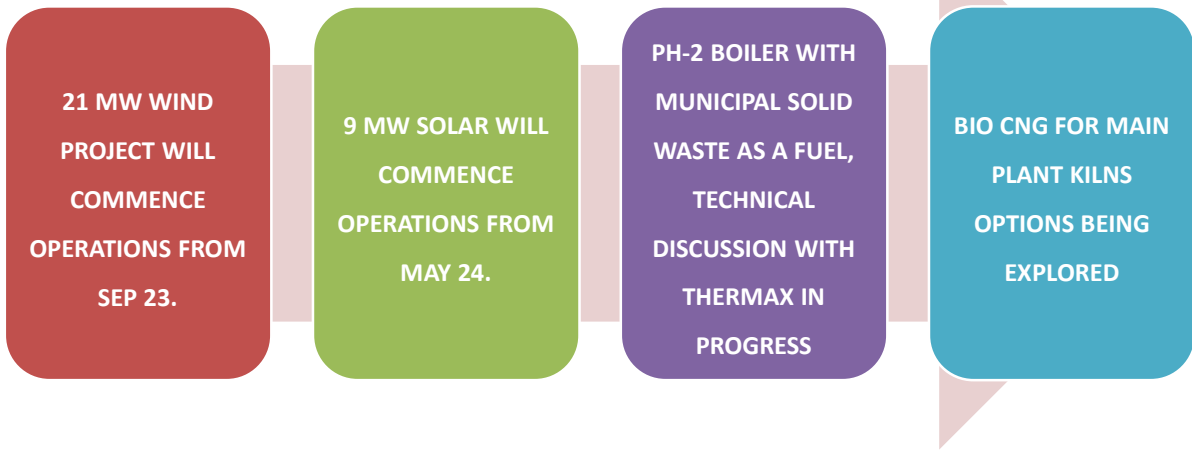 21 MW WIND
PROJECT WILL
COMMENCE
OPERATIONS FROM
SEP 23.
9 MW SOLAR WILL
COMMENCE
OPERATIONS FROM
MAY 24.
PH-2 BOILER WITH
MUNICIPAL SOLID
WASTE AS A FUEL,
TECHNICAL
DISCUSSION WITH
THERMAX IN
PROGRESS
BIO CNG FOR MAIN
PLANT KILNS
OPTIONS BEING
EXPLORED